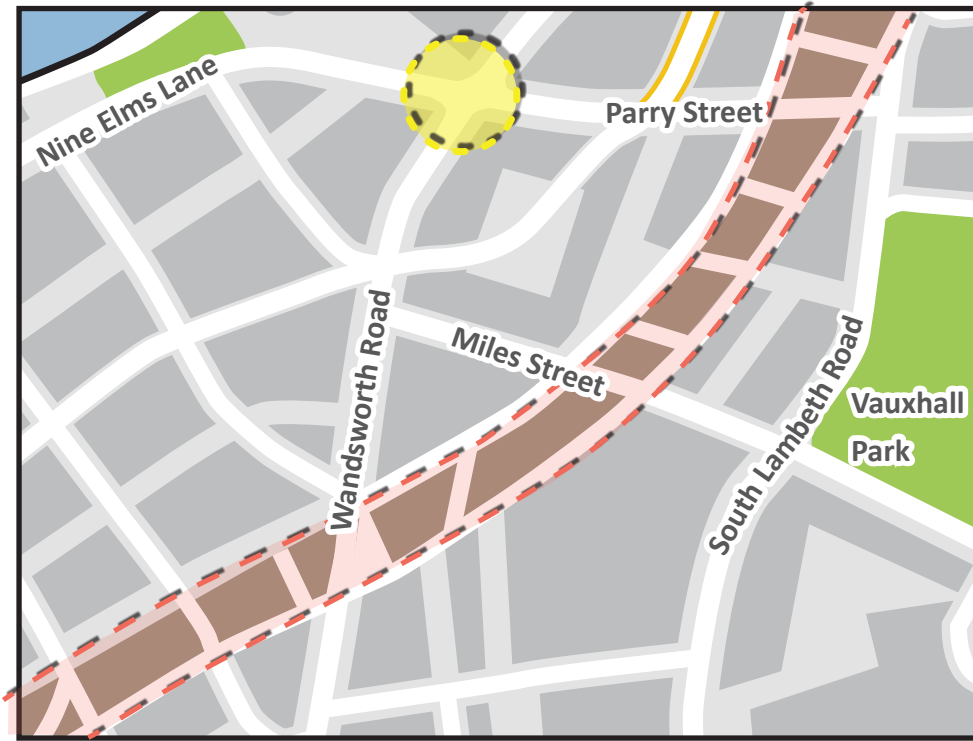 Nine Elms Lane
Parry Street
Miles Street
Wandsworth Road
South Lambeth Road
Vauxhall
Park